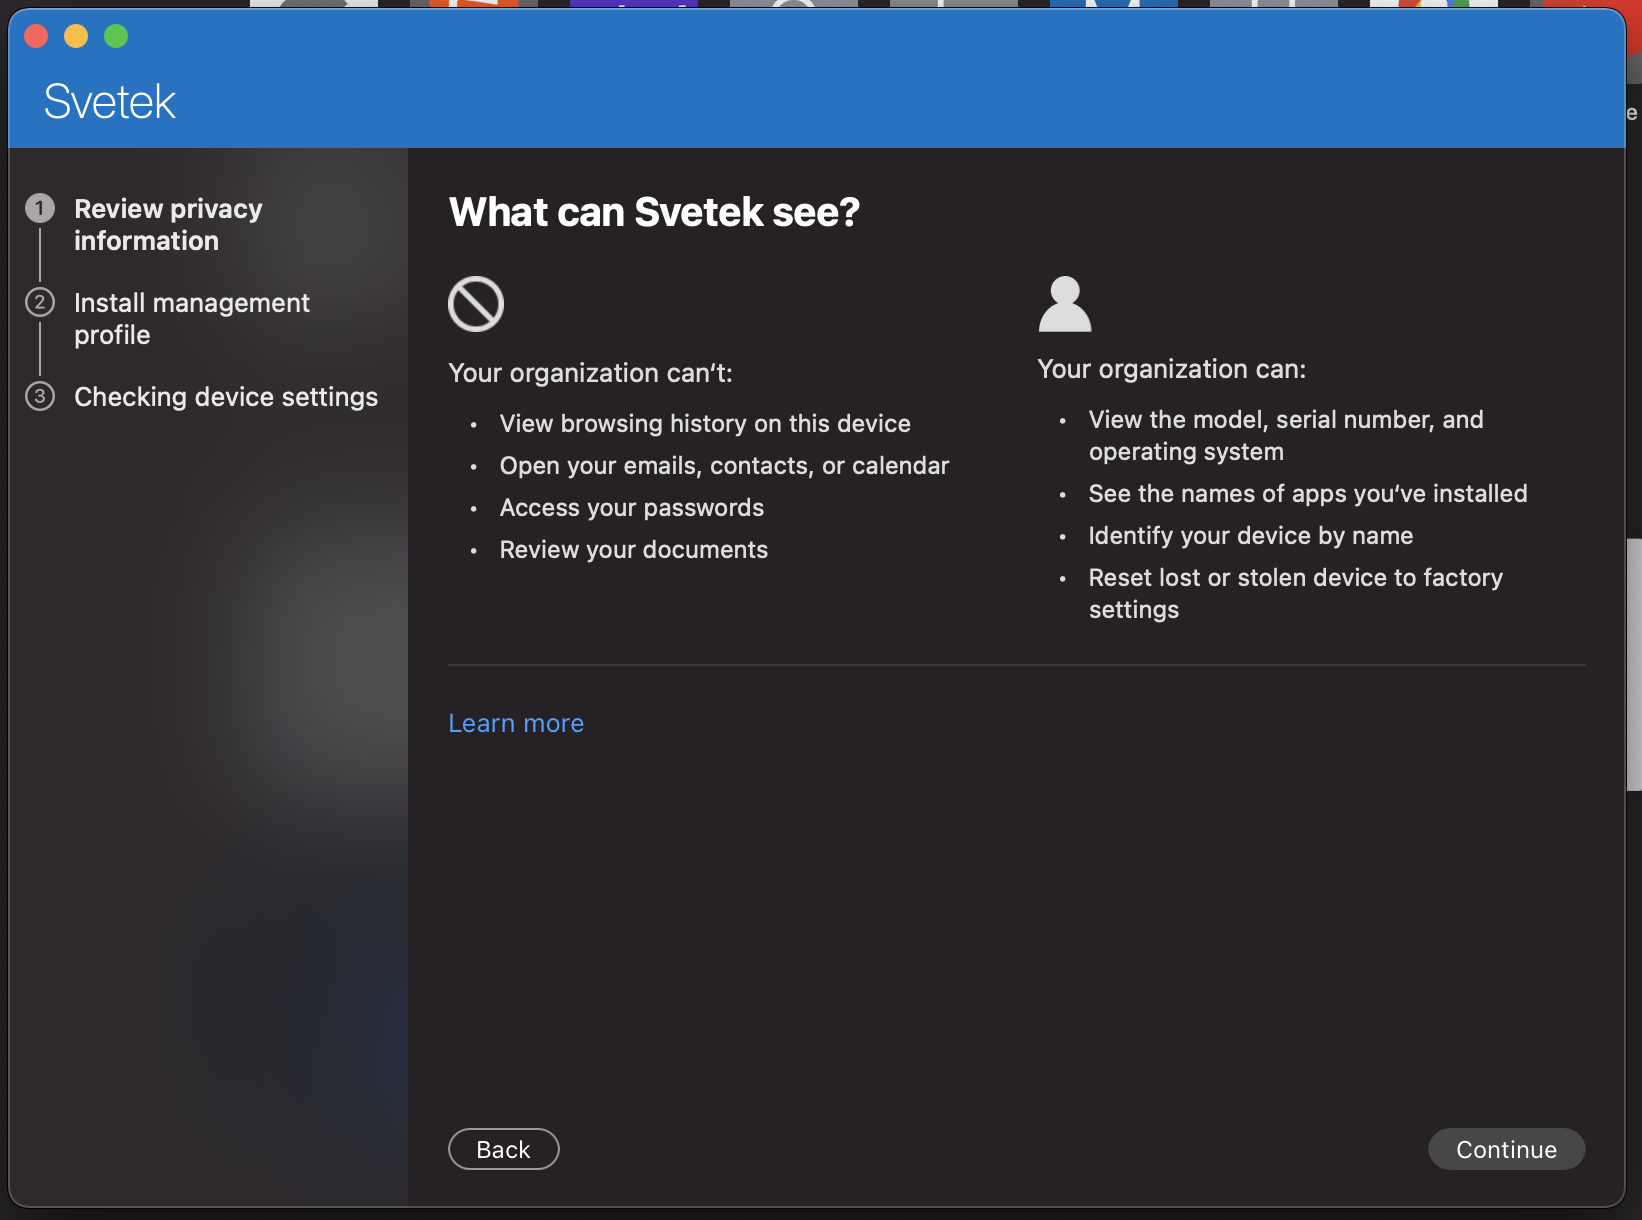 Svetek
1 Review privacy
information
2 Install management
profile
3 Checking device settings
What can Svetek see?
Your organization can't:
• View browsing history on this device
• Open your emails, contacts, or calendar
• Access your passwords
• Review your documents
Your organization can:
• View the model, serial number, and
operating system
• See the names of apps you've installed
• Identify your device by name
• Reset lost or stolen device to factory
settings
Learn more
Back
Continue
e